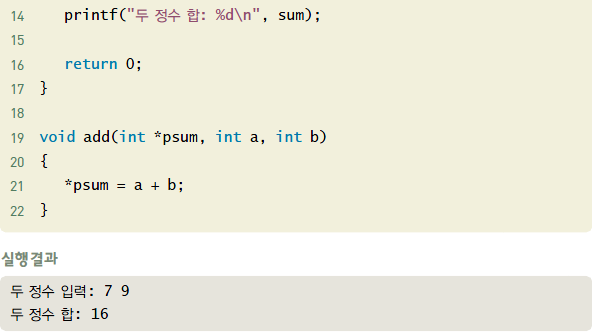 14 printf("두 정수 합: %d\n", sum);
15
16 return 0;
17 }
18
19 void add(int *psum, int a, int b)
20 {
21 *psum = a + b;
22 }
실행결과
두 정수 입력: 7 9
두 정수 합: 16